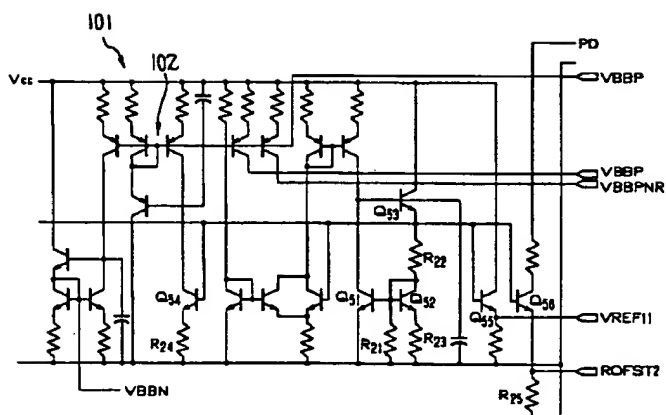 101
102
Vcc
PD
VBBP
VBBP
VBBPNR
Q53
R22
Q54
Q51
Q52
Q55
Q56
R24
R21
R23
VREF11
ROFST2
R25
VBBN